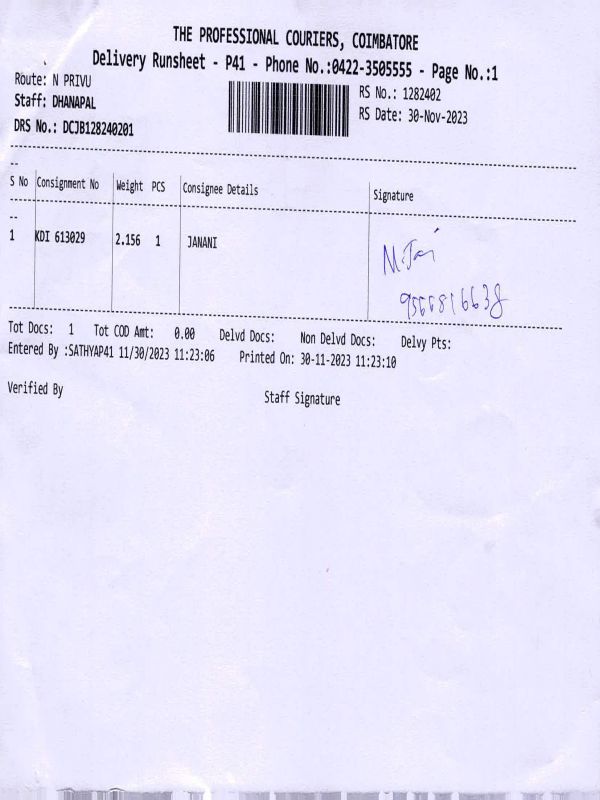 THE PROFESSIONAL COURIERS, COIMBATORE
Delivery Runsheet - P41 - Phone No.:0422-3505555 - Page No.:1
Route: N PRIVU
RS No.: 1282402
Staff: DHANAPAL
RS Date: 30-Nov-2023
DRS No.: DCJB128240201
--
S No Consignment No Weight PCS Consignee Details Signature
--
1 KDI 613029 2.156 1 JANANI
9566816638
Tot Docs: 1 Tot COD Amt: 0.00 Delvd Docs: Non Delvd Docs: Delvy Pts:
Entered By :SATHYAP41 11/30/2023 11:23:06 Printed On: 30-11-2023 11:23:10
Verified By Staff Signature